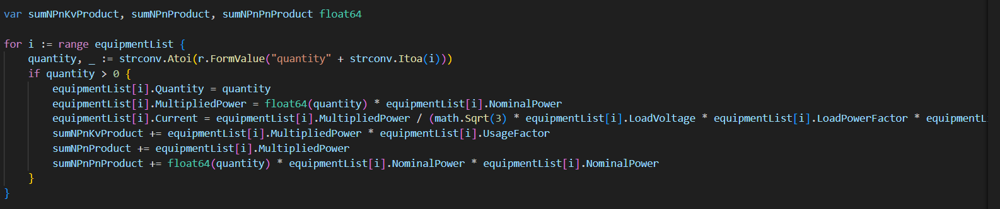 var sumNPnKvProduct, sumNPnProduct, sumNPnPnProduct float64
for i := range equipmentList {
quantity, _ := strconv.Atoi(r.FormValue("quantity" + strconv.Itoa(i)))
if quantity > 0 {
equipmentList[i].Quantity = quantity
equipmentList[i].MultipliedPower = float64(quantity) * equipmentList[i].NominalPower
equipmentList[i].Current = equipmentList[i].MultipliedPower / (math.Sqrt(3) * equipmentList[i].LoadVoltage * equipmentList[i].LoadPowerFactor * equipmentL
sumNPnKvProduct += equipmentList[i].MultipliedPower * equipmentList[i].UsageFactor
sumNPnProduct += equipmentList[i].MultipliedPower
sumNPnPnProduct += float64(quantity) * equipmentList[i].NominalPower * equipmentList[i].NominalPower
}
}